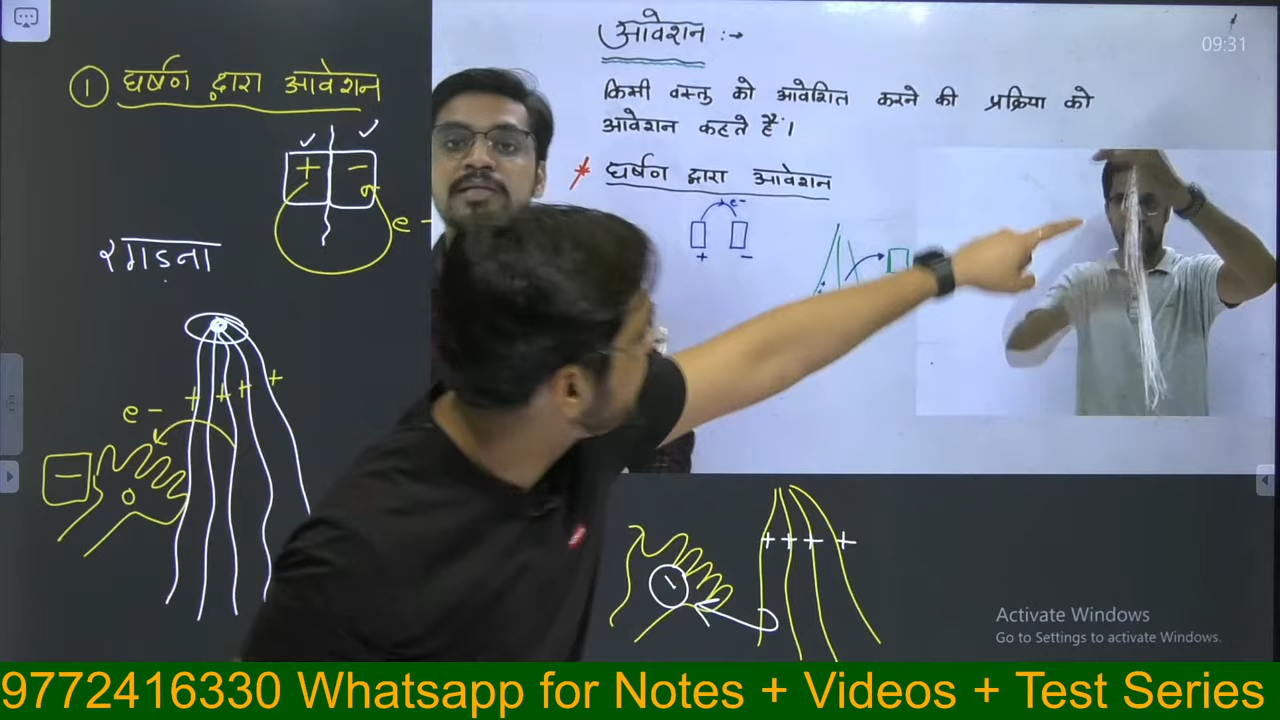 ① घर्षण द्वारा आवेशन
+ -
e -
रगड़ना
+ + + +
e -
-
आवेशन :→
किसी वस्तु को आवेशित करने की प्रक्रिया को
आवेशन कहते हैं।
* घर्षण द्वारा आवेशन
e-
+ -
09:31
+ + + +
-
Activate Windows
Go to Settings to activate Windows.
9772416330 Whatsapp for Notes + Videos + Test Series